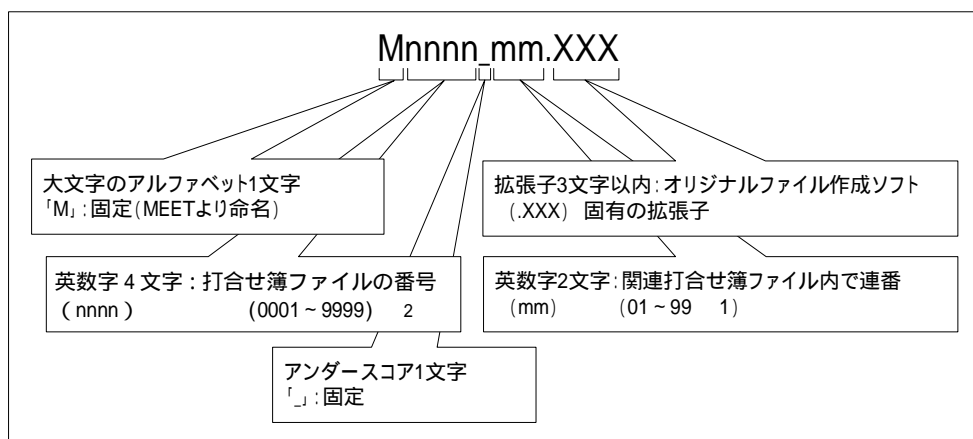 Mnnnn_mm.XXX
大文字のアルファベット1文字
「M」:固定(MEETより命名)
拡張子3文字以内:オリジナルファイル作成ソフト
(.XXX) 固有の拡張子
英数字4文字:打合せ簿ファイルの番号
(nnnn) (0001~9999) 2
英数字2文字:関連打合せ簿ファイル内で連番
(mm) (01~99 1)
アンダースコア1文字
「_」:固定